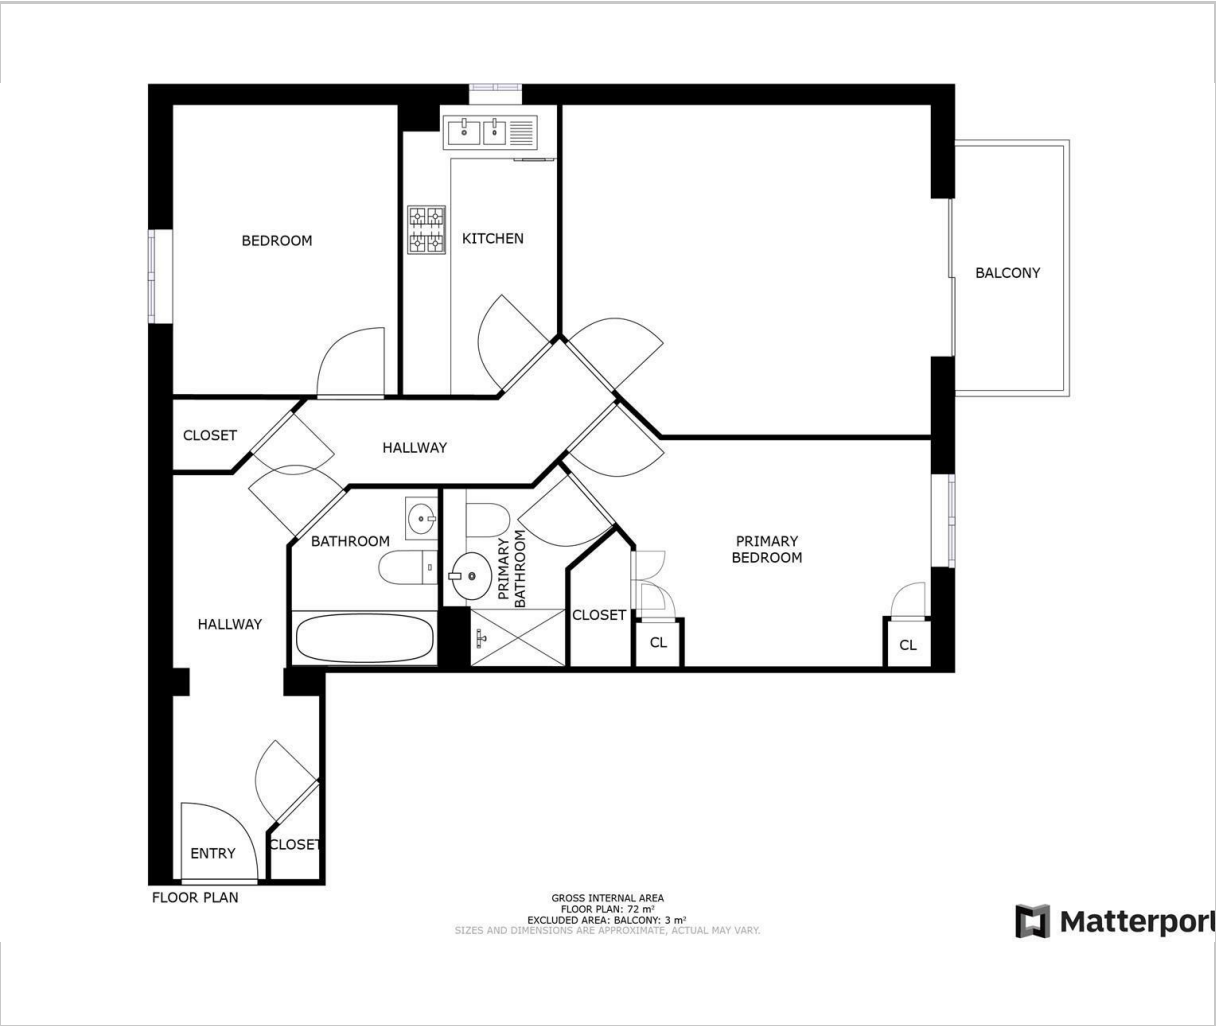 BEDROOM
KITCHEN
BALCONY
CLOSET
HALLWAY
BATHROOM
PRIMARY
BATHROOM
PRIMARY
BEDROOM
HALLWAY
CLOSET
CL
CL
ENTRY
CLOSET
FLOOR PLAN
GROSS INTERNAL AREA
FLOOR PLAN: 72 m²
EXCLUDED AREA: BALCONY: 3 m²
SIZES AND DIMENSIONS ARE APPROXIMATE, ACTUAL MAY VARY.
Matterport